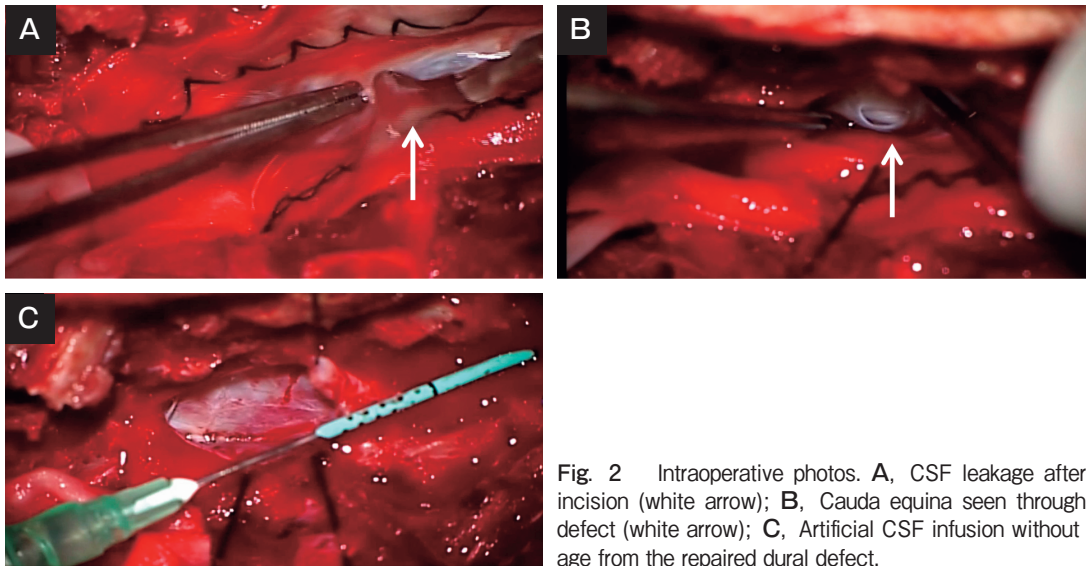 A
B
C
Fig. 2 Intraoperative photos. A, CSF leakage after
incision (white arrow); B, Cauda equina seen through
defect (white arrow); C, Artificial CSF infusion without
age from the repaired dural defect.